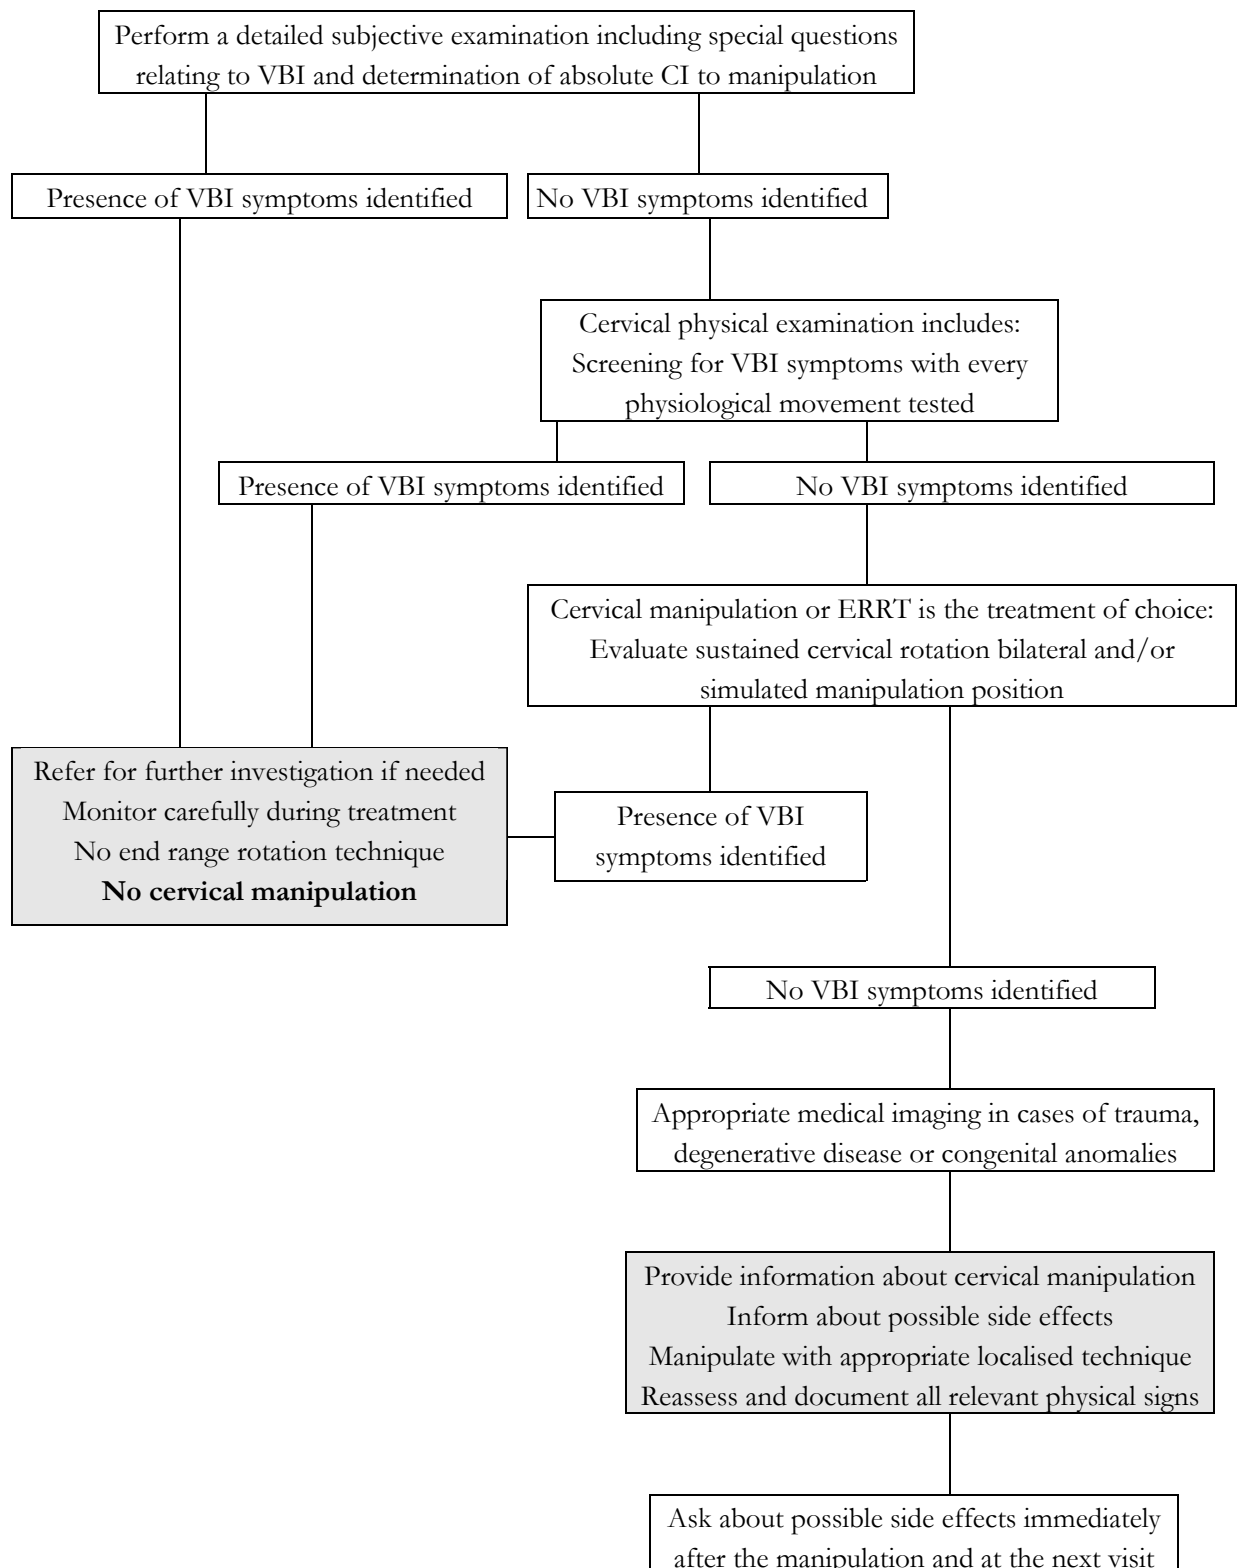 Perform a detailed subjective examination including special questions
relating to VBI and determination of absolute CI to manipulation
Presence of VBI symptoms identified
No VBI symptoms identified
Cervical physical examination includes:
Screening for VBI symptoms with every
physiological movement tested
Presence of VBI symptoms identified
No VBI symptoms identified
Cervical manipulation or ERRT is the treatment of choice:
Evaluate sustained cervical rotation bilateral and/or
simulated manipulation position
Refer for further investigation if needed
Monitor carefully during treatment
No end range rotation technique
No cervical manipulation
Presence of VBI
symptoms identified
No VBI symptoms identified
Appropriate medical imaging in cases of trauma,
degenerative disease or congenital anomalies
Provide information about cervical manipulation
Inform about possible side effects
Manipulate with appropriate localised technique
Reassess and document all relevant physical signs
Ask about possible side effects immediately
after the manipulation and at the next visit